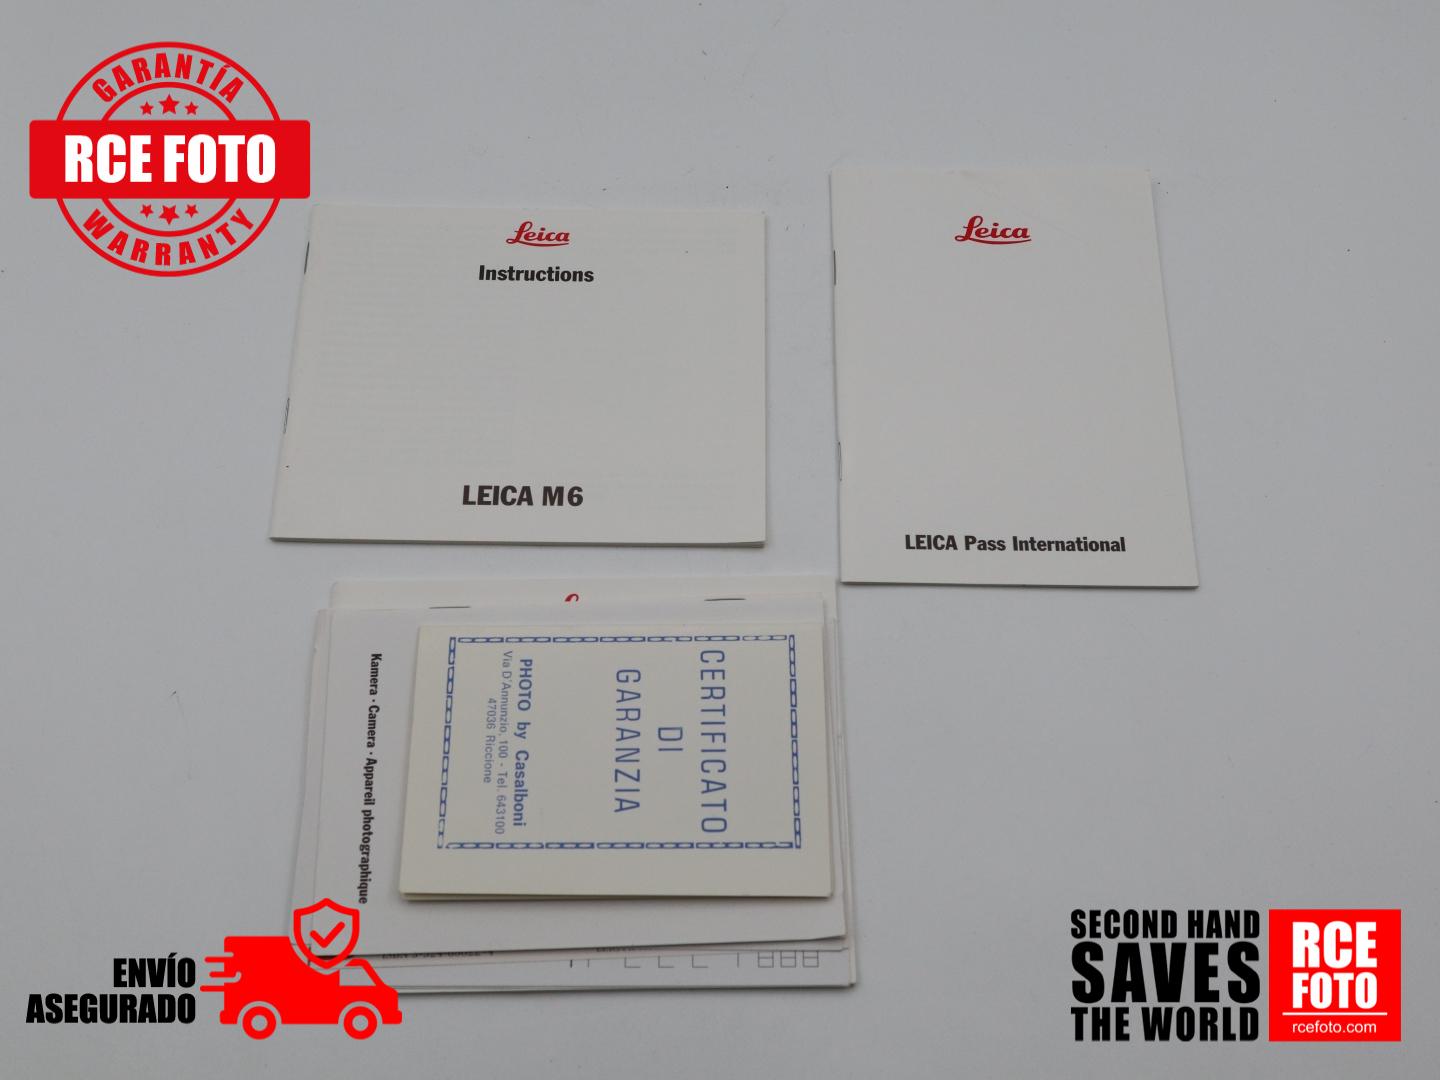 GARANTÍA
RCE FOTO
WARRANTY
Leica
Instructions
LEICA M6
Leica
LEICA Pass International
Kamera · Camera · Appareil photographique
CERTIFICATO
DI
GARANZIA
PHOTO by Casalboni
Via D'Annunzio, 100 - Tel. 643100
47036 Riccione
ENVÍO
ASEGURADO
SECOND HAND
SAVES
THE WORLD
RCE
FOTO
rcefoto.com